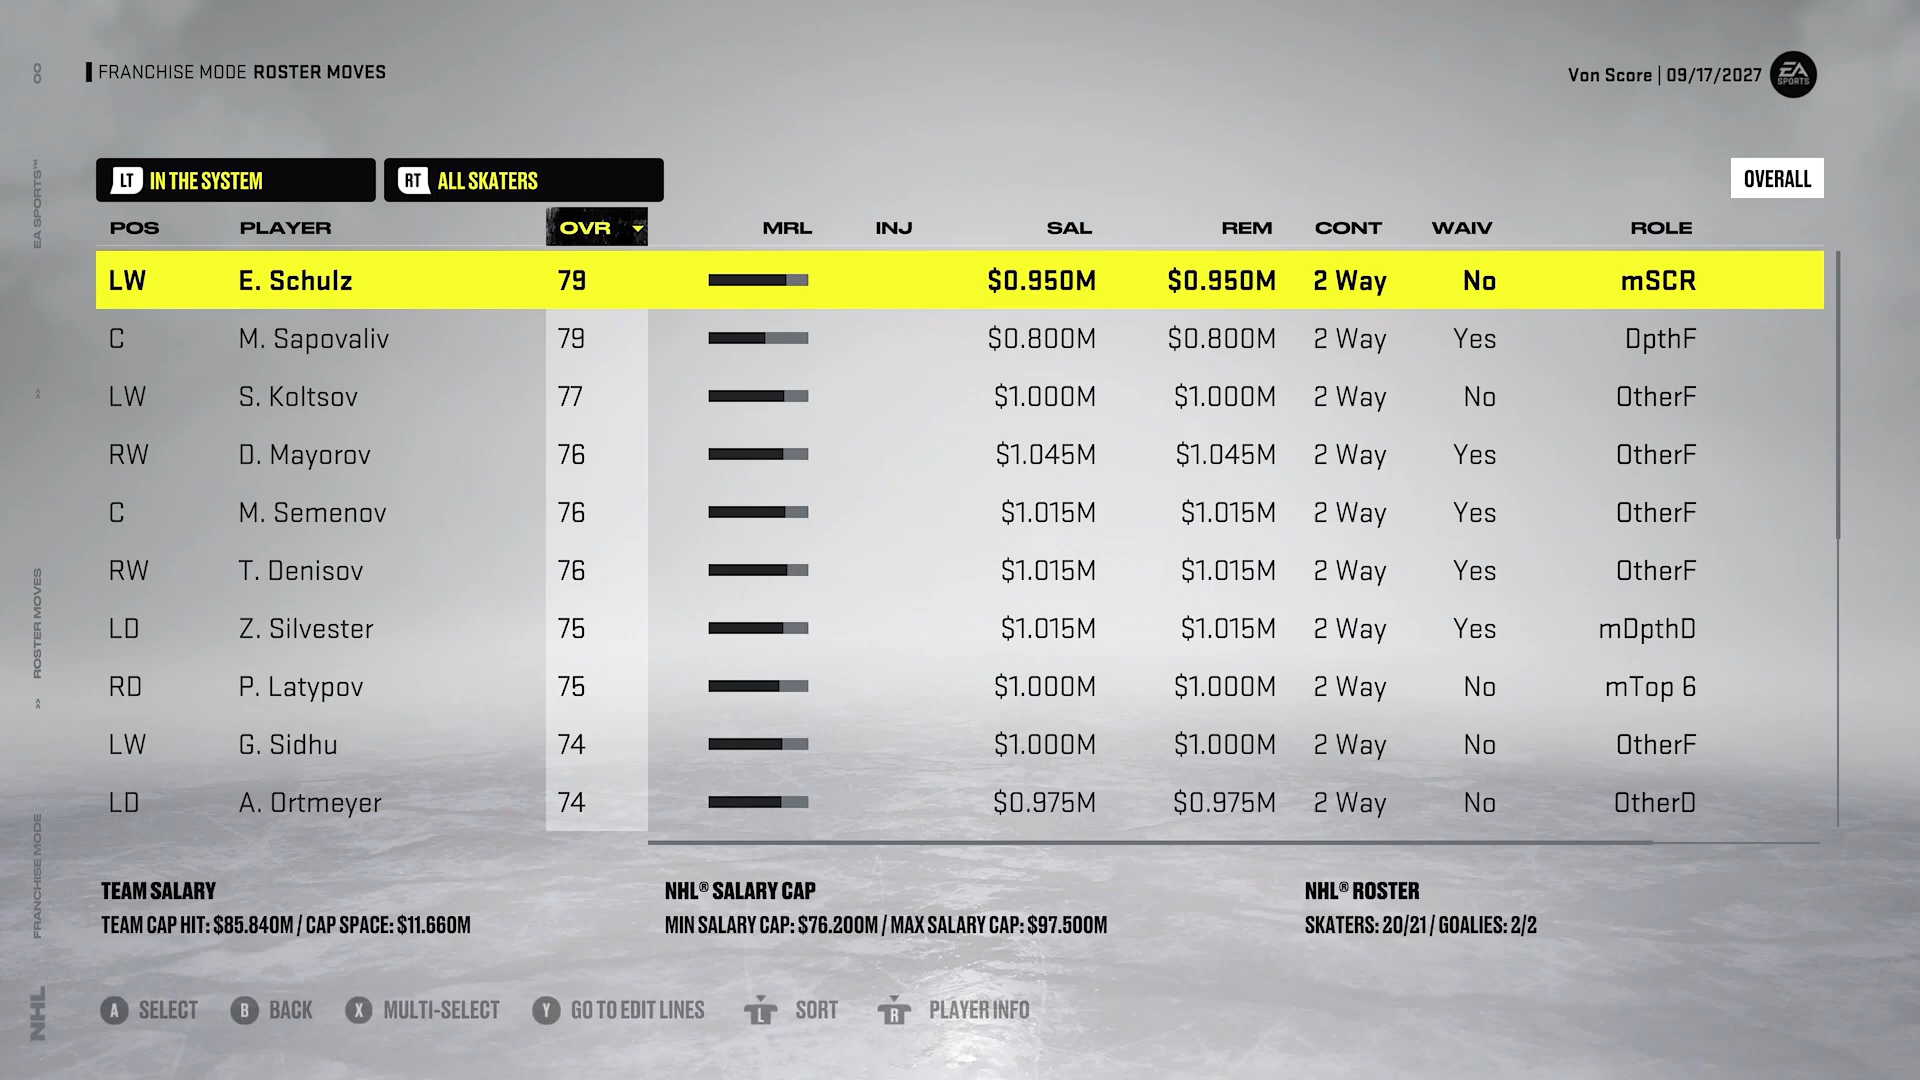 FRANCHISE MODE ROSTER MOVES
Von Score | 09/17/2027
EA SPORTS
LT IN THE SYSTEM
RT ALL SKATERS
OVERALL
POS PLAYER OVR MRL INJ SAL REM CONT WAIV ROLE
LW E. Schulz 79 $0.950M $0.950M 2 Way No mSCR
C M. Sapovaliv 79 $0.800M $0.800M 2 Way Yes DpthF
LW S. Koltsov 77 $1.000M $1.000M 2 Way No OtherF
RW D. Mayorov 76 $1.045M $1.045M 2 Way Yes OtherF
C M. Semenov 76 $1.015M $1.015M 2 Way Yes OtherF
RW T. Denisov 76 $1.015M $1.015M 2 Way Yes OtherF
LD Z. Silvester 75 $1.015M $1.015M 2 Way Yes mDpthD
RD P. Latypov 75 $1.000M $1.000M 2 Way No mTop 6
LW G. Sidhu 74 $1.000M $1.000M 2 Way No OtherF
LD A. Ortmeyer 74 $0.975M $0.975M 2 Way No OtherD
TEAM SALARY
TEAM CAP HIT: $85.840M / CAP SPACE: $11.660M
NHL® SALARY CAP
MIN SALARY CAP: $76.200M / MAX SALARY CAP: $97.500M
NHL® ROSTER
SKATERS: 20/21 / GOALIES: 2/2
A SELECT B BACK X MULTI-SELECT Y GO TO EDIT LINES L SORT R PLAYER INFO
NHL FRANCHISE MODE >> ROSTER MOVES >> EA SPORTS™ 00